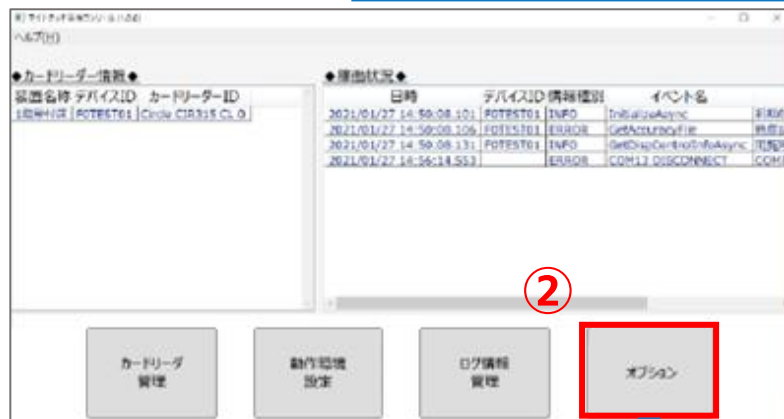 ヘルプ(H)
◆カードリーダー情報◆
◆稼働状況◆
装置名称 デバイスID カードリーダーID
日時 デバイスID 情報種別 イベント名
FOTEST01 Circle CIR315 CL 0
2021/01/27 14:50:08.101 FOTEST01 INFO InitializeAsync
2021/01/27 14:50:08.106 FOTEST01 ERROR GetAccuracyFile
2021/01/27 14:50:08.131 FOTEST01 INFO GetDispControlInfoAsync
2021/01/27 14:56:14.553 ERROR COM13 DISCONNECT COM
②
カードリーダ
管理
動作環境
設定
ログ情報
管理
オプション